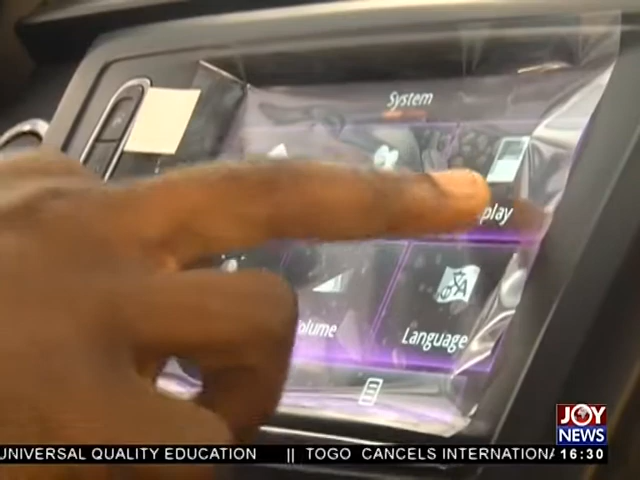 System
play
olume
Language
JOY
NEWS
UNIVERSAL QUALITY EDUCATION || TOGO CANCELS INTERNATIONA 16:30